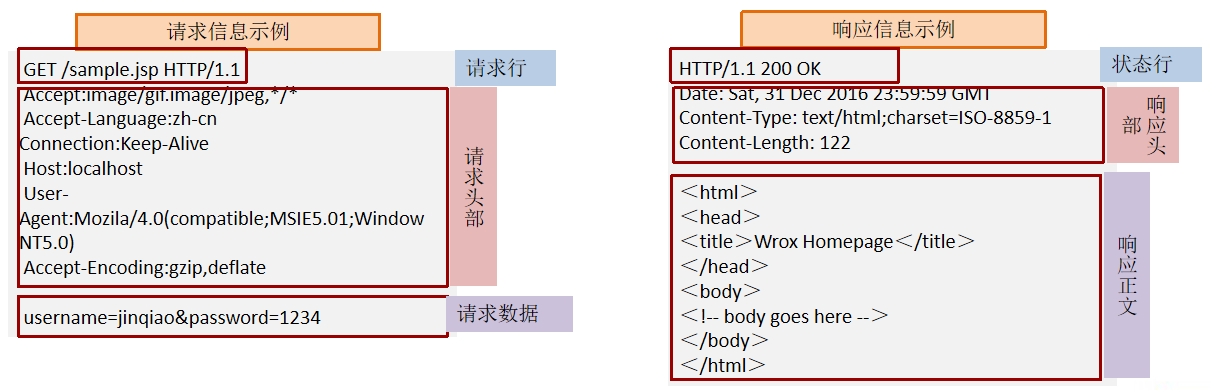 请求信息示例
GET /sample.jsp HTTP/1.1
请求行
Accept:image/gif.image/jpeg,*/*
Accept-Language:zh-cn
Connection:Keep-Alive
Host:localhost
User-
Agent:Mozila/4.0(compatible;MSIE5.01;Window
NT5.0)
Accept-Encoding:gzip,deflate
请求头部
username=jinqiao&password=1234
请求数据
响应信息示例
HTTP/1.1 200 OK
状态行
Date: Sat, 31 Dec 2016 23:59:59 GMT
Content-Type: text/html;charset=ISO-8859-1
Content-Length: 122
响应头部
<html>
<head>
<title>Wrox Homepage</title>
</head>
<body>
<!-- body goes here -->
</body>
</html>
响应正文